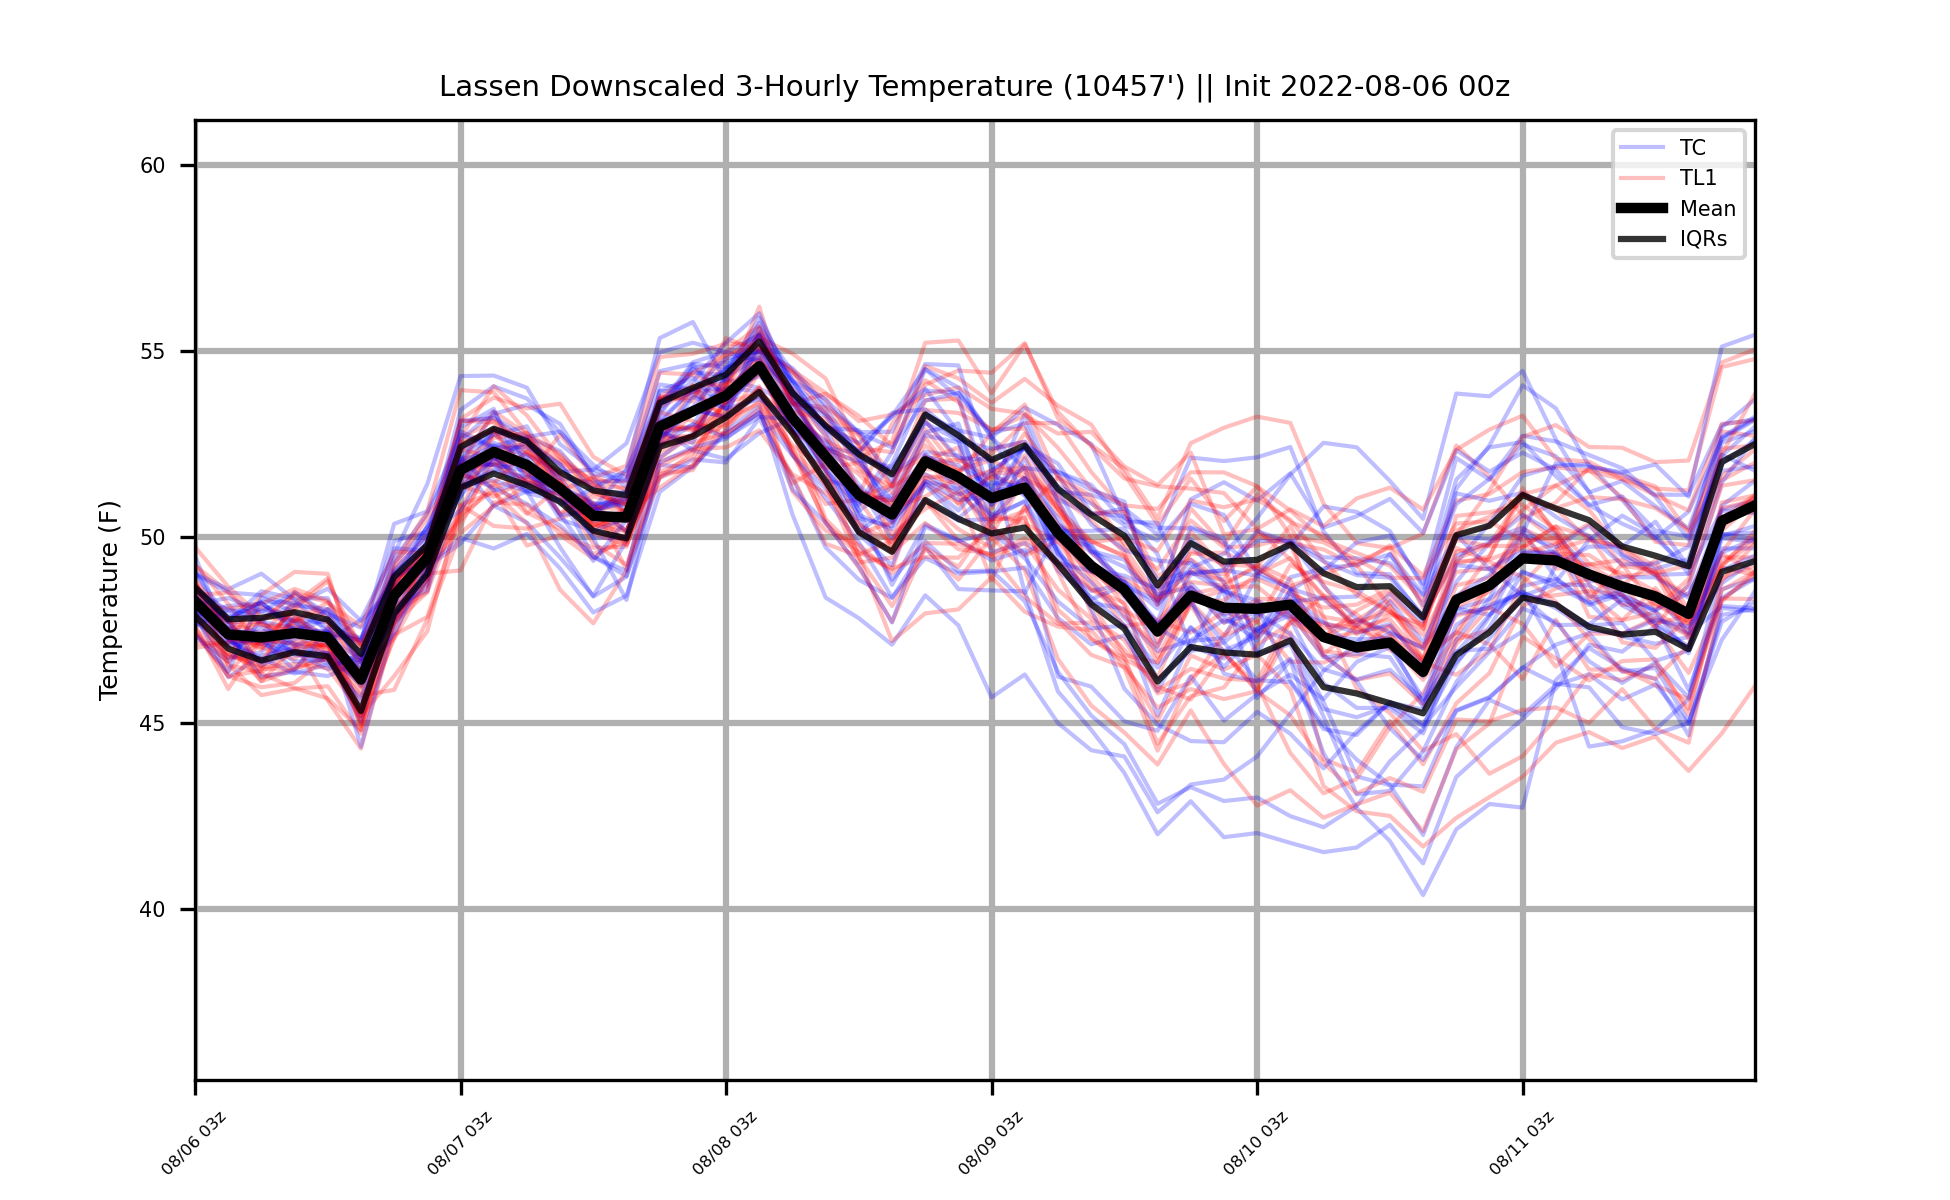 Lassen Downscaled 3-Hourly Temperature (10457') || Init 2022-08-06 00z
TC
TL1
Mean
IQRs
Temperature (F)
60
55
50
45
40
08/06 03z
08/07 03z
08/08 03z
08/09 03z
08/10 03z
08/11 03z